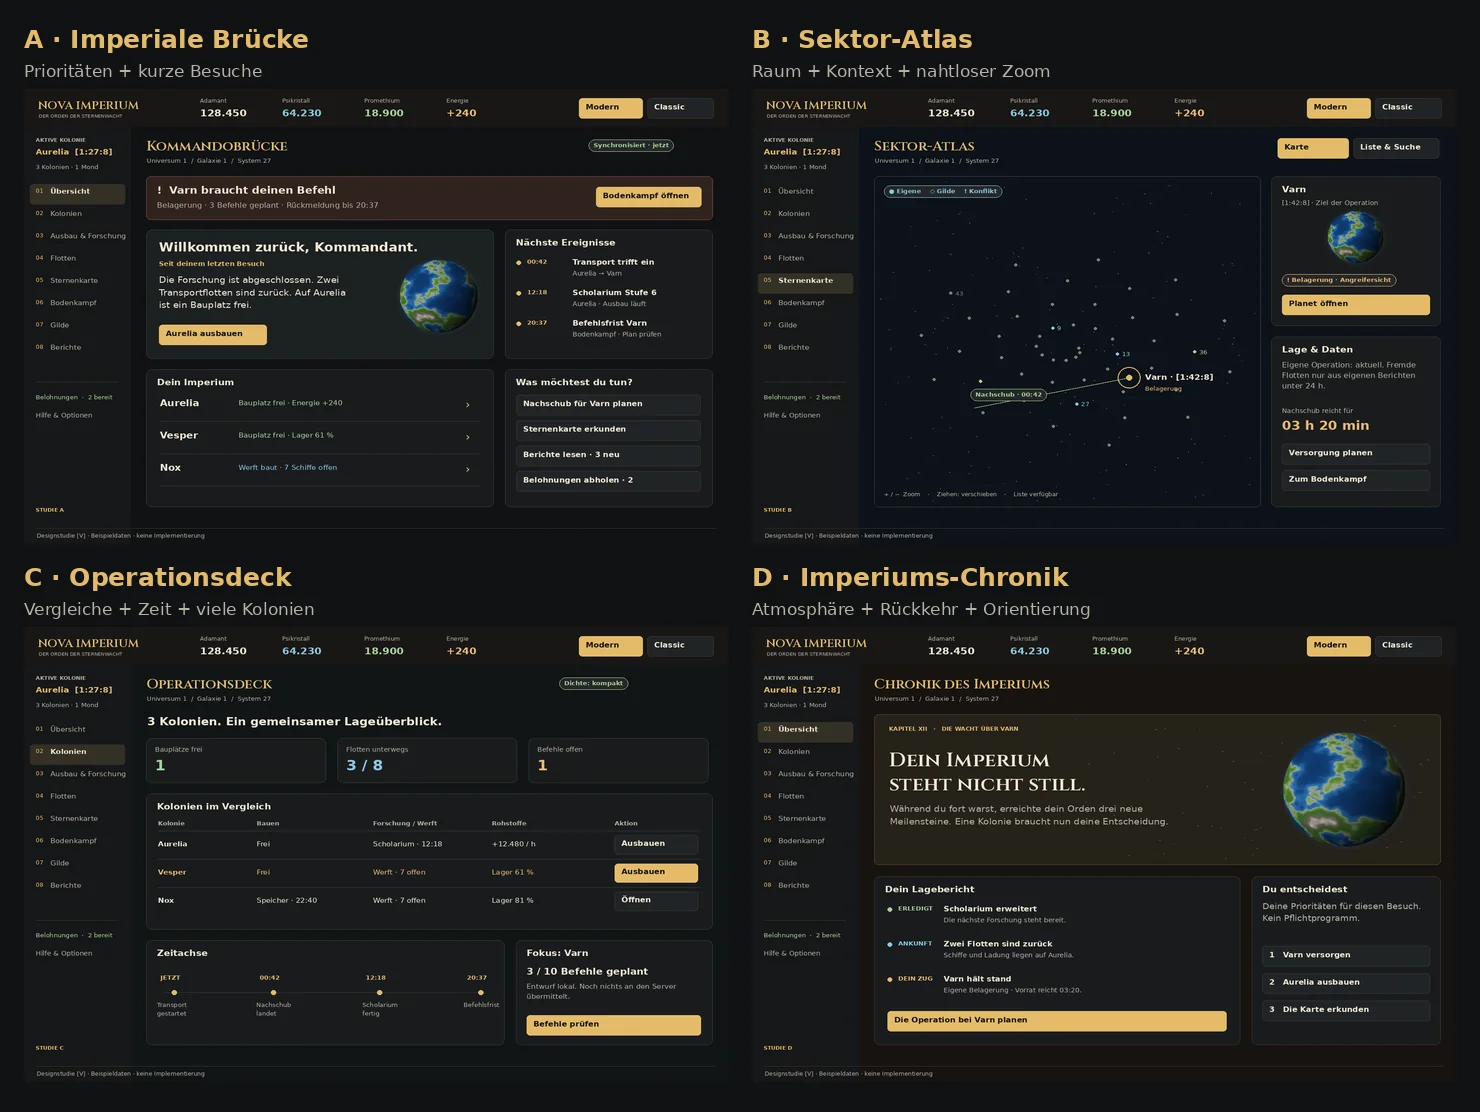 A · Imperiale Brücke
Prioritäten + kurze Besuche
NOVA IMPERIUM
DER ORDEN DER STERNENWACHT
Adamant
128.450
Psikristall
64.230
Promethium
18.900
Energie
+240
Modern
Classic
AKTIVE KOLONIE
Aurelia [1:27:8]
3 Kolonien · 1 Mond
01 Übersicht
02 Kolonien
03 Ausbau & Forschung
04 Flotten
05 Sternenkarte
06 Bodenkampf
07 Gilde
08 Berichte
Belohnungen · 2 bereit
Hilfe & Optionen
STUDIE A
Kommandobrücke
Universum 1 / Galaxie 1 / System 27
Synchronisiert · jetzt
! Varn braucht deinen Befehl
Belagerung · 3 Befehle geplant · Rückmeldung bis 20:37
Bodenkampf öffnen
Willkommen zurück, Kommandant.
Seit deinem letzten Besuch
Die Forschung ist abgeschlossen. Zwei
Transportflotten sind zurück. Auf Aurelia
ist ein Bauplatz frei.
Aurelia ausbauen
Nächste Ereignisse
00:42 Transport trifft ein
Aurelia → Varn
12:18 Scholarium Stufe 6
Aurelia · Ausbau läuft
20:37 Befehlsfrist Varn
Bodenkampf · Plan prüfen
Dein Imperium
Aurelia Bauplatz frei · Energie +240 ›
Vesper Bauplatz frei · Lager 61 % ›
Nox Werft baut · 7 Schiffe offen ›
Was möchtest du tun?
Nachschub für Varn planen
Sternenkarte erkunden
Berichte lesen · 3 neu
Belohnungen abholen · 2
Designstudie [V] · Beispieldaten · keine Implementierung
B · Sektor-Atlas
Raum + Kontext + nahtloser Zoom
NOVA IMPERIUM
DER ORDEN DER STERNENWACHT
Adamant
128.450
Psikristall
64.230
Promethium
18.900
Energie
+240
Modern
Classic
AKTIVE KOLONIE
Aurelia [1:27:8]
3 Kolonien · 1 Mond
01 Übersicht
02 Kolonien
03 Ausbau & Forschung
04 Flotten
05 Sternenkarte
06 Bodenkampf
07 Gilde
08 Berichte
Belohnungen · 2 bereit
Hilfe & Optionen
STUDIE B
Sektor-Atlas
Universum 1 / Galaxie 1 / System 27
Karte
Liste & Suche
● Eigene ◇ Gilde ! Konflikt
43
9
13
36
Varn · [1:42:8]
Belagerung
Nachschub · 00:42
27
+ / − Zoom · Ziehen: verschieben · Liste verfügbar
Varn
[1:42:8] · Ziel der Operation
! Belagerung · Angreifersicht
Planet öffnen
Lage & Daten
Eigene Operation: aktuell. Fremde
Flotten nur aus eigenen Berichten
unter 24 h.
Nachschub reicht für
03 h 20 min
Versorgung planen
Zum Bodenkampf
Designstudie [V] · Beispieldaten · keine Implementierung
C · Operationsdeck
Vergleiche + Zeit + viele Kolonien
NOVA IMPERIUM
DER ORDEN DER STERNENWACHT
Adamant
128.450
Psikristall
64.230
Promethium
18.900
Energie
+240
Modern
Classic
AKTIVE KOLONIE
Aurelia [1:27:8]
3 Kolonien · 1 Mond
01 Übersicht
02 Kolonien
03 Ausbau & Forschung
04 Flotten
05 Sternenkarte
06 Bodenkampf
07 Gilde
08 Berichte
Belohnungen · 2 bereit
Hilfe & Optionen
STUDIE C
Operationsdeck
Universum 1 / Galaxie 1 / System 27
Dichte: kompakt
3 Kolonien. Ein gemeinsamer Lageüberblick.
Bauplätze frei
1
Flotten unterwegs
3 / 8
Befehle offen
1
Kolonien im Vergleich
Kolonie Bauen Forschung / Werft Rohstoffe Aktion
Aurelia Frei Scholarium · 12:18 +12.480 / h Ausbauen
Vesper Frei Werft · 7 offen Lager 61 % Ausbauen
Nox Speicher · 22:40 Werft · 7 offen Lager 81 % Öffnen
Zeitachse
JETZT 00:42 12:18 20:37
Transport Nachschub Scholarium Befehlsfrist
gestartet landet fertig
Fokus: Varn
3 / 10 Befehle geplant
Entwurf lokal. Noch nichts an den Server
übermittelt.
Befehle prüfen
Designstudie [V] · Beispieldaten · keine Implementierung
D · Imperiums-Chronik
Atmosphäre + Rückkehr + Orientierung
NOVA IMPERIUM
DER ORDEN DER STERNENWACHT
Adamant
128.450
Psikristall
64.230
Promethium
18.900
Energie
+240
Modern
Classic
AKTIVE KOLONIE
Aurelia [1:27:8]
3 Kolonien · 1 Mond
01 Übersicht
02 Kolonien
03 Ausbau & Forschung
04 Flotten
05 Sternenkarte
06 Bodenkampf
07 Gilde
08 Berichte
Belohnungen · 2 bereit
Hilfe & Optionen
STUDIE D
Chronik des Imperiums
Universum 1 / Galaxie 1 / System 27
KAPITEL XII · DIE WACHT ÜBER VARN
Dein Imperium
steht nicht still.
Während du fort warst, erreichte dein Orden drei neue
Meilensteine. Eine Kolonie braucht nun deine Entscheidung.
Dein Lagebericht
ERLEDIGT Scholarium erweitert
Die nächste Forschung steht bereit.
ANKUNFT Zwei Flotten sind zurück
Schiffe und Ladung liegen auf Aurelia.
DEIN ZUG Varn hält stand
Eigene Belagerung · Vorrat reicht 03:20.
Die Operation bei Varn planen
Du entscheidest
Deine Prioritäten für diesen Besuch.
Kein Pflichtprogramm.
1 Varn versorgen
2 Aurelia ausbauen
3 Die Karte erkunden
Designstudie [V] · Beispieldaten · keine Implementierung